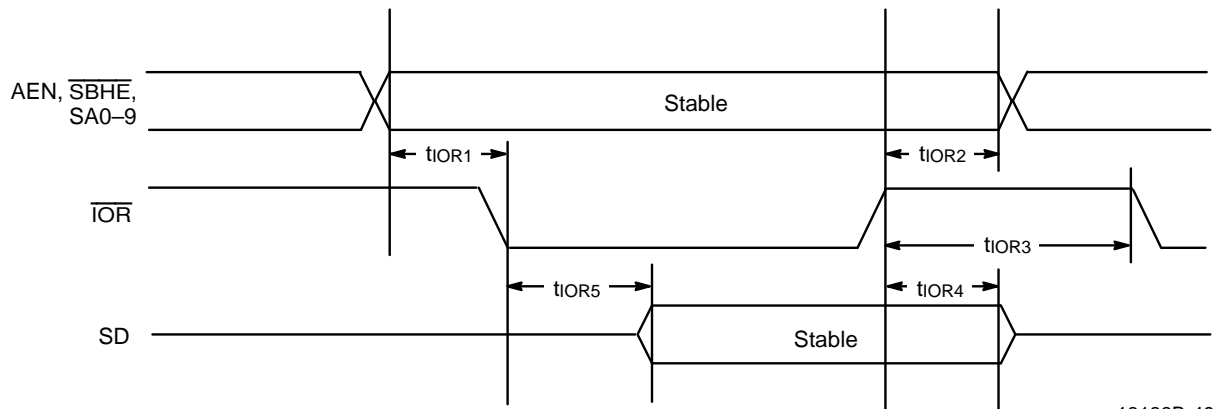 AEN, SBHE,
SA0–9
Stable
tIOR1
tIOR2
IOR
tIOR3
tIOR5
tIOR4
SD
Stable